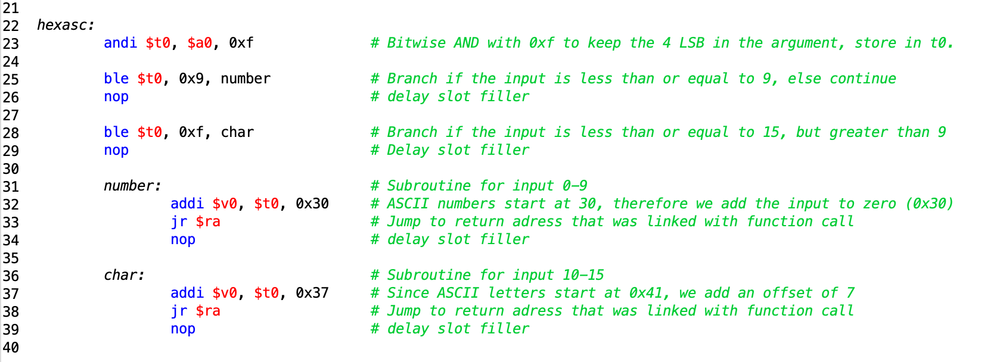 21
22 hexasc:
23 andi $t0, $a0, 0xf # Bitwise AND with 0xf to keep the 4 LSB in the argument, store in t0.
24
25 ble $t0, 0x9, number # Branch if the input is less than or equal to 9, else continue
26 nop # delay slot filler
27
28 ble $t0, 0xf, char # Branch if the input is less than or equal to 15, but greater than 9
29 nop # Delay slot filler
30
31 number: # Subroutine for input 0-9
32 addi $v0, $t0, 0x30 # ASCII numbers start at 30, therefore we add the input to zero (0x30)
33 jr $ra # Jump to return adress that was linked with function call
34 nop # delay slot filler
35
36 char: # Subroutine for input 10-15
37 addi $v0, $t0, 0x37 # Since ASCII letters start at 0x41, we add an offset of 7
38 jr $ra # Jump to return adress that was linked with function call
39 nop # delay slot filler
40